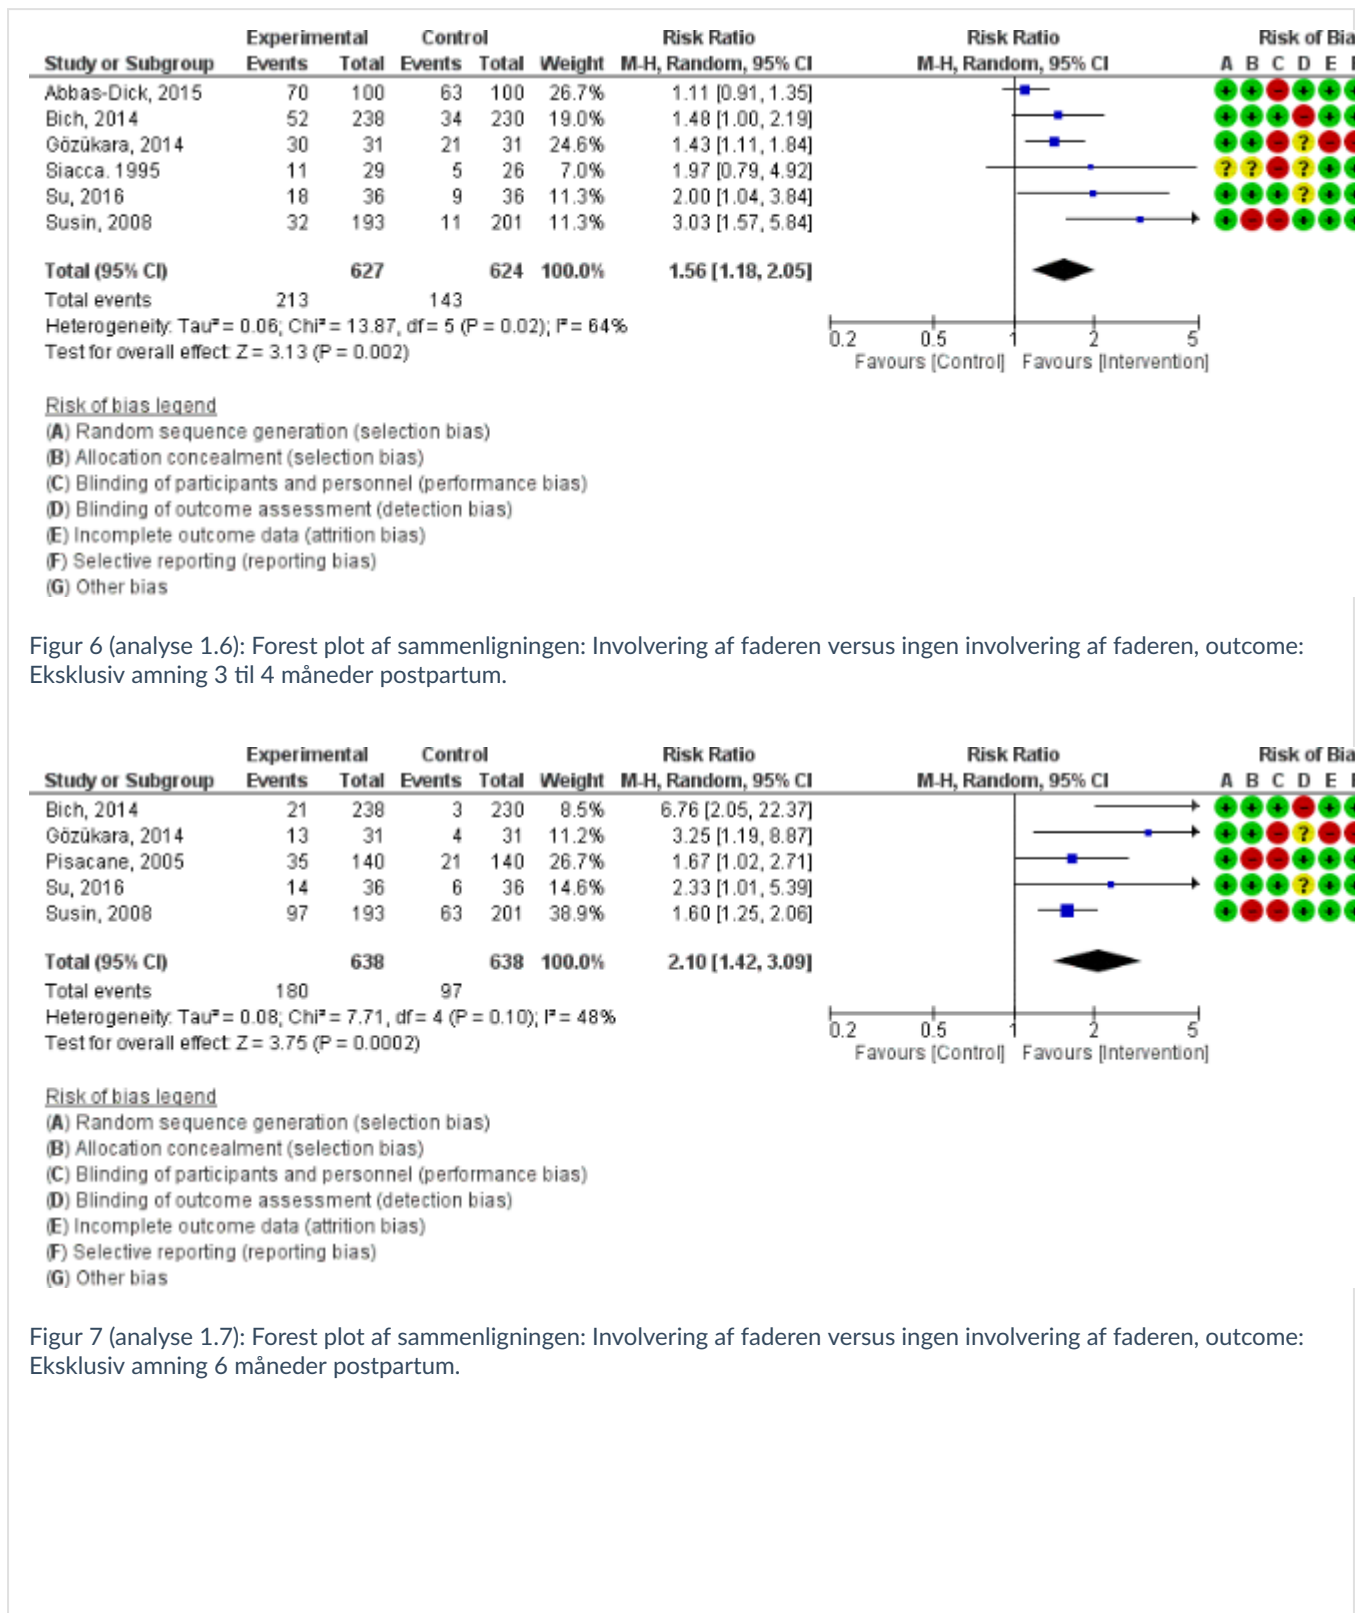 Experimental Control Risk Ratio Risk Ratio Risk of Bia
Study or Subgroup Events Total Events Total Weight M-H, Random, 95% CI M-H, Random, 95% CI A B C D E
Abbas-Dick, 2015 70 100 63 100 26.7% 1.11 [0.91, 1.35] + + - + +
Bich, 2014 52 238 34 230 19.0% 1.48 [1.00, 2.19] + + + - +
Gözükara, 2014 30 31 21 31 24.6% 1.43 [1.11, 1.84] + + - ? -
Siacca. 1995 11 29 5 26 7.0% 1.97 [0.79, 4.92] ? ? - ? +
Su, 2016 18 36 9 36 11.3% 2.00 [1.04, 3.84] + + + ? +
Susin, 2008 32 193 11 201 11.3% 3.03 [1.57, 5.84] + - - + +
Total (95% CI) 627 624 100.0% 1.56 [1.18, 2.05]
Total events 213 143
Heterogeneity: Tau² = 0.06; Chi² = 13.87, df = 5 (P = 0.02); I² = 64%
Test for overall effect: Z = 3.13 (P = 0.002)
0.2 0.5 1 2 5
Favours [Control] Favours [Intervention]
Risk of bias legend
(A) Random sequence generation (selection bias)
(B) Allocation concealment (selection bias)
(C) Blinding of participants and personnel (performance bias)
(D) Blinding of outcome assessment (detection bias)
(E) Incomplete outcome data (attrition bias)
(F) Selective reporting (reporting bias)
(G) Other bias
Figur 6 (analyse 1.6): Forest plot af sammenligningen: Involvering af faderen versus ingen involvering af faderen, outcome:
Eksklusiv amning 3 til 4 måneder postpartum.
Experimental Control Risk Ratio Risk Ratio Risk of Bia
Study or Subgroup Events Total Events Total Weight M-H, Random, 95% CI M-H, Random, 95% CI A B C D E
Bich, 2014 21 238 3 230 8.5% 6.76 [2.05, 22.37] + + + - +
Gözükara, 2014 13 31 4 31 11.2% 3.25 [1.19, 8.87] + + - ? -
Pisacane, 2005 35 140 21 140 26.7% 1.67 [1.02, 2.71] + - - + +
Su, 2016 14 36 6 36 14.6% 2.33 [1.01, 5.39] + + + ? +
Susin, 2008 97 193 63 201 38.9% 1.60 [1.25, 2.06] + - - + +
Total (95% CI) 638 638 100.0% 2.10 [1.42, 3.09]
Total events 180 97
Heterogeneity: Tau² = 0.08; Chi² = 7.71, df = 4 (P = 0.10); I² = 48%
Test for overall effect: Z = 3.75 (P = 0.0002)
0.2 0.5 1 2 5
Favours [Control] Favours [Intervention]
Risk of bias legend
(A) Random sequence generation (selection bias)
(B) Allocation concealment (selection bias)
(C) Blinding of participants and personnel (performance bias)
(D) Blinding of outcome assessment (detection bias)
(E) Incomplete outcome data (attrition bias)
(F) Selective reporting (reporting bias)
(G) Other bias
Figur 7 (analyse 1.7): Forest plot af sammenligningen: Involvering af faderen versus ingen involvering af faderen, outcome:
Eksklusiv amning 6 måneder postpartum.